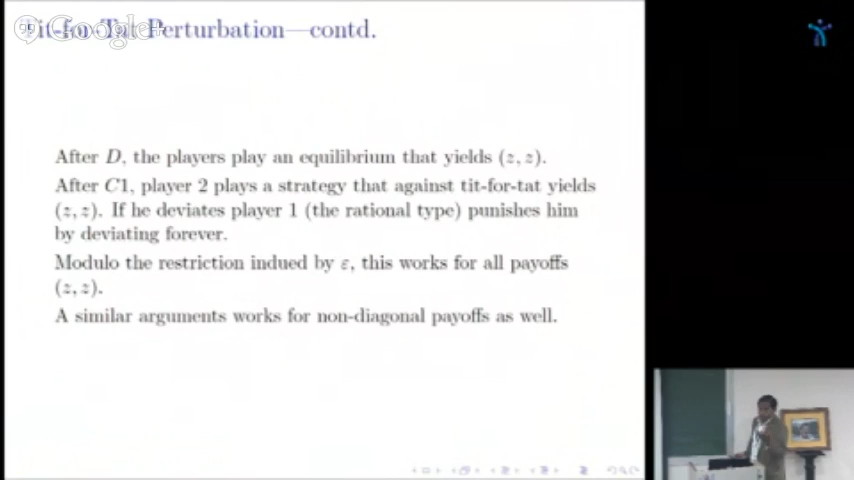 Tit-for-Tat Perturbation—contd.
Google+
After D, the players play an equilibrium that yields (z, z).
After C1, player 2 plays a strategy that against tit-for-tat yields
(z, z). If he deviates player 1 (the rational type) punishes him
by deviating forever.
Modulo the restriction indued by ε, this works for all payoffs
(z, z).
A similar arguments works for non-diagonal payoffs as well.